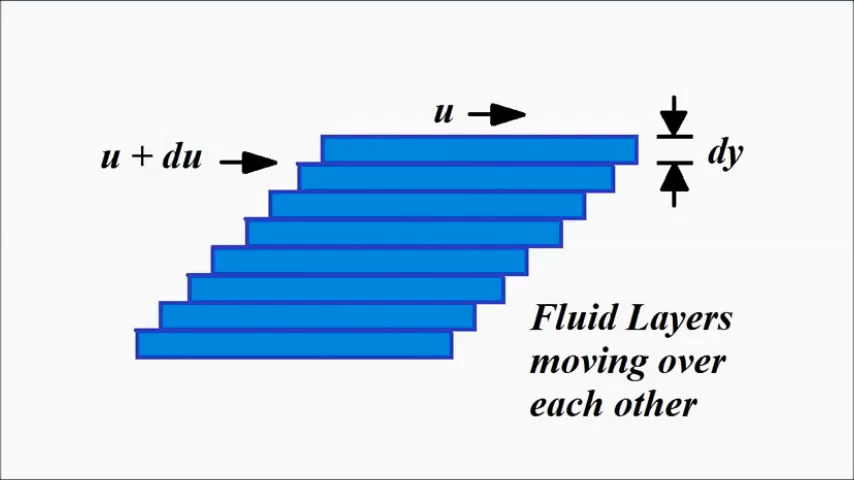 u
u + du
dy
Fluid Layers
moving over
each other